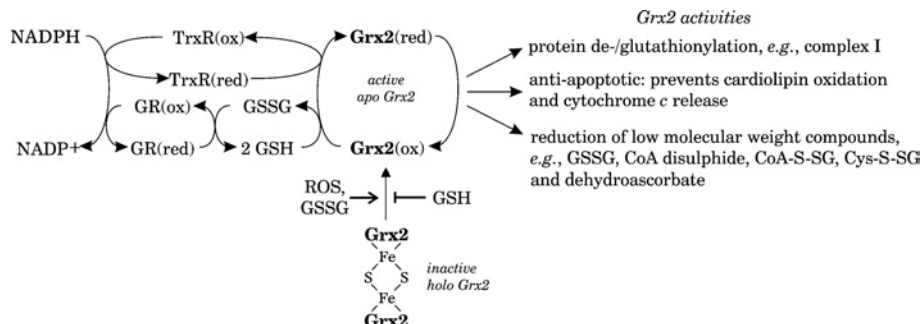 Grx2 activities
NADPH
TrxR(ox)
Grx2(red)
protein de-/glutathionylation, e.g., complex I
TrxR(red)
active
apo Grx2
anti-apoptotic: prevents cardiolipin oxidation
and cytochrome c release
GR(ox)
GSSG
NADP+
GR(red)
2 GSH
Grx2(ox)
reduction of low molecular weight compounds,
e.g., GSSG, CoA disulphide, CoA-S-SG, Cys-S-SG
and dehydroascorbate
ROS,
GSSG
GSH
Grx2
Fe
S S
Fe
Grx2
inactive
holo Grx2